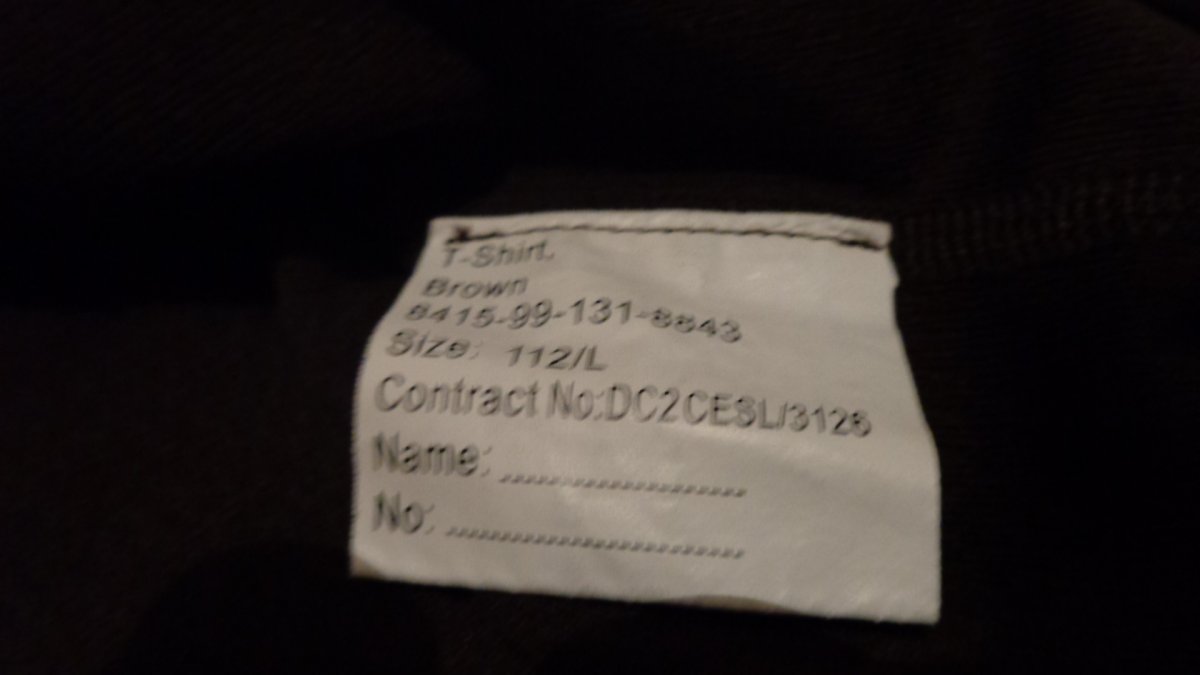 T-Shirt.
Brown
8415-99-131-8843
Size: 112/L
Contract No:DC2CESL/3126
Name: ....................
No: ........................